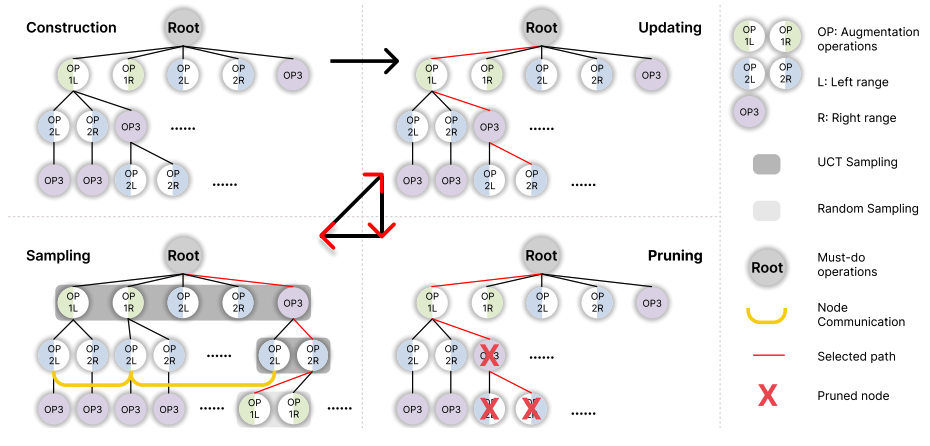 Construction
Root
OP
1L
OP
1R
OP
2L
OP
2R
OP3
OP
2L
OP
2R
OP3
......
OP3
OP3
OP
2L
OP
2R
......
Updating
Root
OP
1L
OP
1R
OP
2L
OP
2R
OP3
OP
2L
OP
2R
OP3
......
OP3
OP3
OP
2L
OP
2R
......
Sampling
Root
OP
1L
OP
1R
OP
2L
OP
2R
OP3
OP
2L
OP
2R
OP
2L
OP
2R
......
OP
2L
OP
2R
OP3
OP3
OP3
OP3
......
OP
1L
OP
1R
......
Pruning
Root
OP
1L
OP
1R
OP
2L
OP
2R
OP3
OP
2L
OP
2R
OP3
......
OP3
OP3
OP
2L
OP
2R
......
OP
1L
OP
1R
OP: Augmentation
operations
OP
2L
OP
2R
L: Left range
OP3
R: Right range
UCT Sampling
Random Sampling
Root
Must-do
operations
Node
Communication
Selected path
X
Pruned node